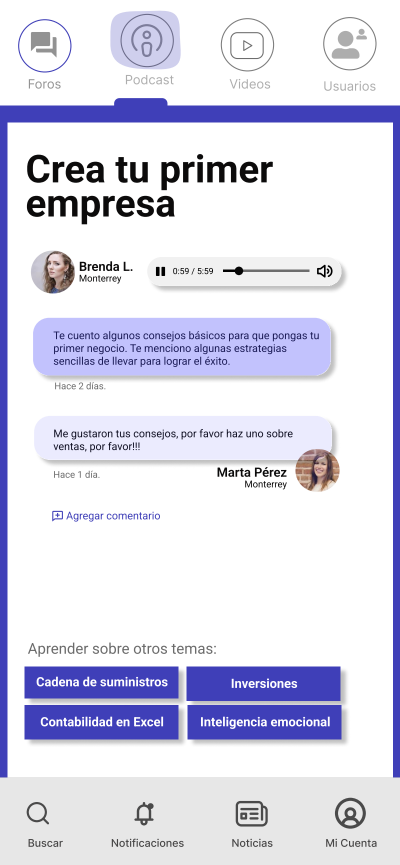 Foros
Podcast
Videos
Usuarios
Crea tu primer
empresa
Brenda L.
Monterrey
0:59 / 5:59
Te cuento algunos consejos básicos para que pongas tu
primer negocio. Te menciono algunas estrategias
sencillas de llevar para lograr el éxito.
Hace 2 días.
Me gustaron tus consejos, por favor haz uno sobre
ventas, por favor!!!
Hace 1 día.
Marta Pérez
Monterrey
Agregar comentario
Aprender sobre otros temas:
Cadena de suministros
Inversiones
Contabilidad en Excel
Inteligencia emocional
Buscar
Notificaciones
Noticias
Mi Cuenta